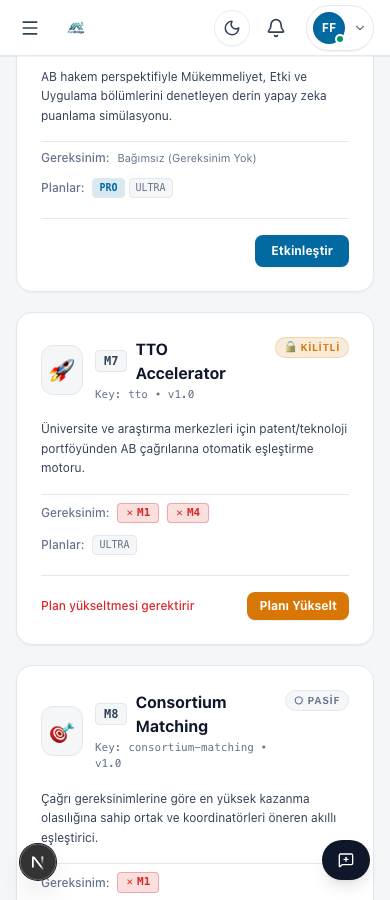 FF
AB hakem perspektifiyle Mükemmeliyet, Etki ve
Uygulama bölümlerini denetleyen derin yapay zeka
puanlama simülasyonu.
Gereksinim: Bağımsız (Gereksinim Yok)
Planlar: PRO ULTRA
Etkinleştir
M7 TTO
Accelerator
🔒 KİLİTLİ
Key: tto • v1.0
Üniversite ve araştırma merkezleri için patent/teknoloji
portföyünden AB çağrılarına otomatik eşleştirme
motoru.
Gereksinim: × M1 × M4
Planlar: ULTRA
Plan yükseltmesi gerektirir Planı Yükselt
M8 Consortium
Matching
○ PASİF
Key: consortium-matching •
v1.0
Çağrı gereksinimlerine göre en yüksek kazanma
olasılığına sahip ortak ve koordinatörleri öneren akıllı
eşleştirici.
N
Gereksinim: × M1